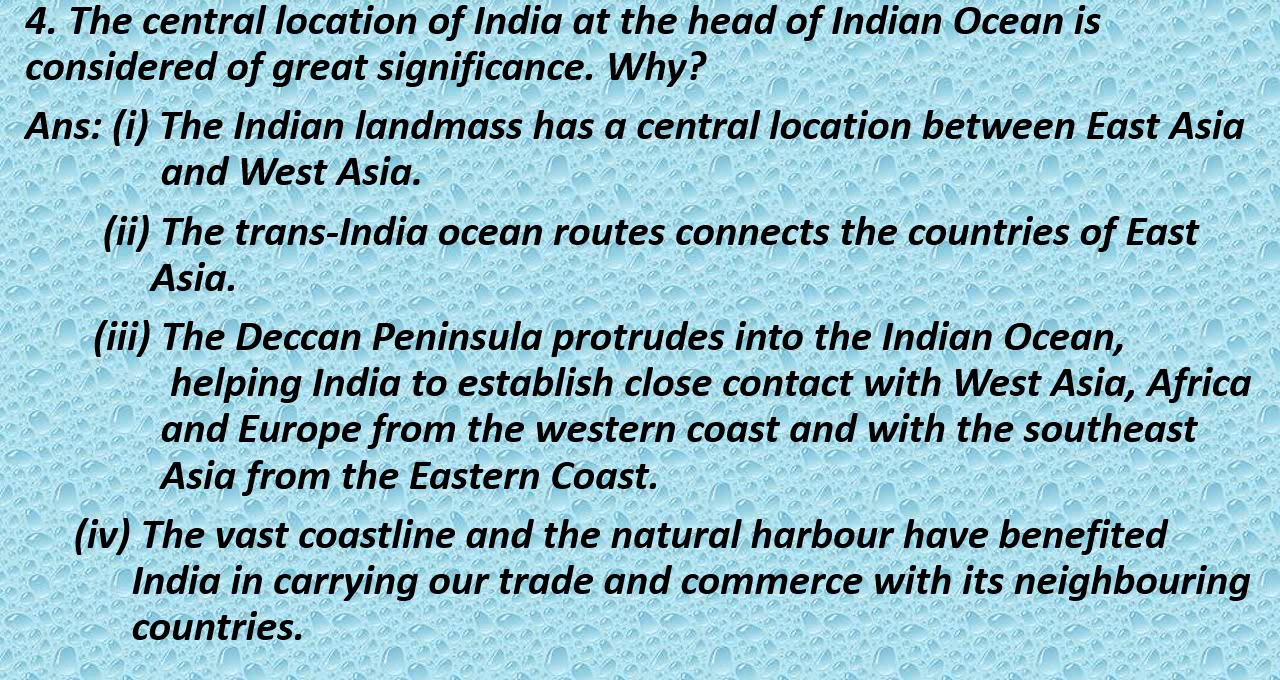 4. The central location of India at the head of Indian Ocean is
considered of great significance. Why?
Ans: (i) The Indian landmass has a central location between East Asia
and West Asia.
(ii) The trans-India ocean routes connects the countries of East
Asia.
(iii) The Deccan Peninsula protrudes into the Indian Ocean,
helping India to establish close contact with West Asia, Africa
and Europe from the western coast and with the southeast
Asia from the Eastern Coast.
(iv) The vast coastline and the natural harbour have benefited
India in carrying our trade and commerce with its neighbouring
countries.